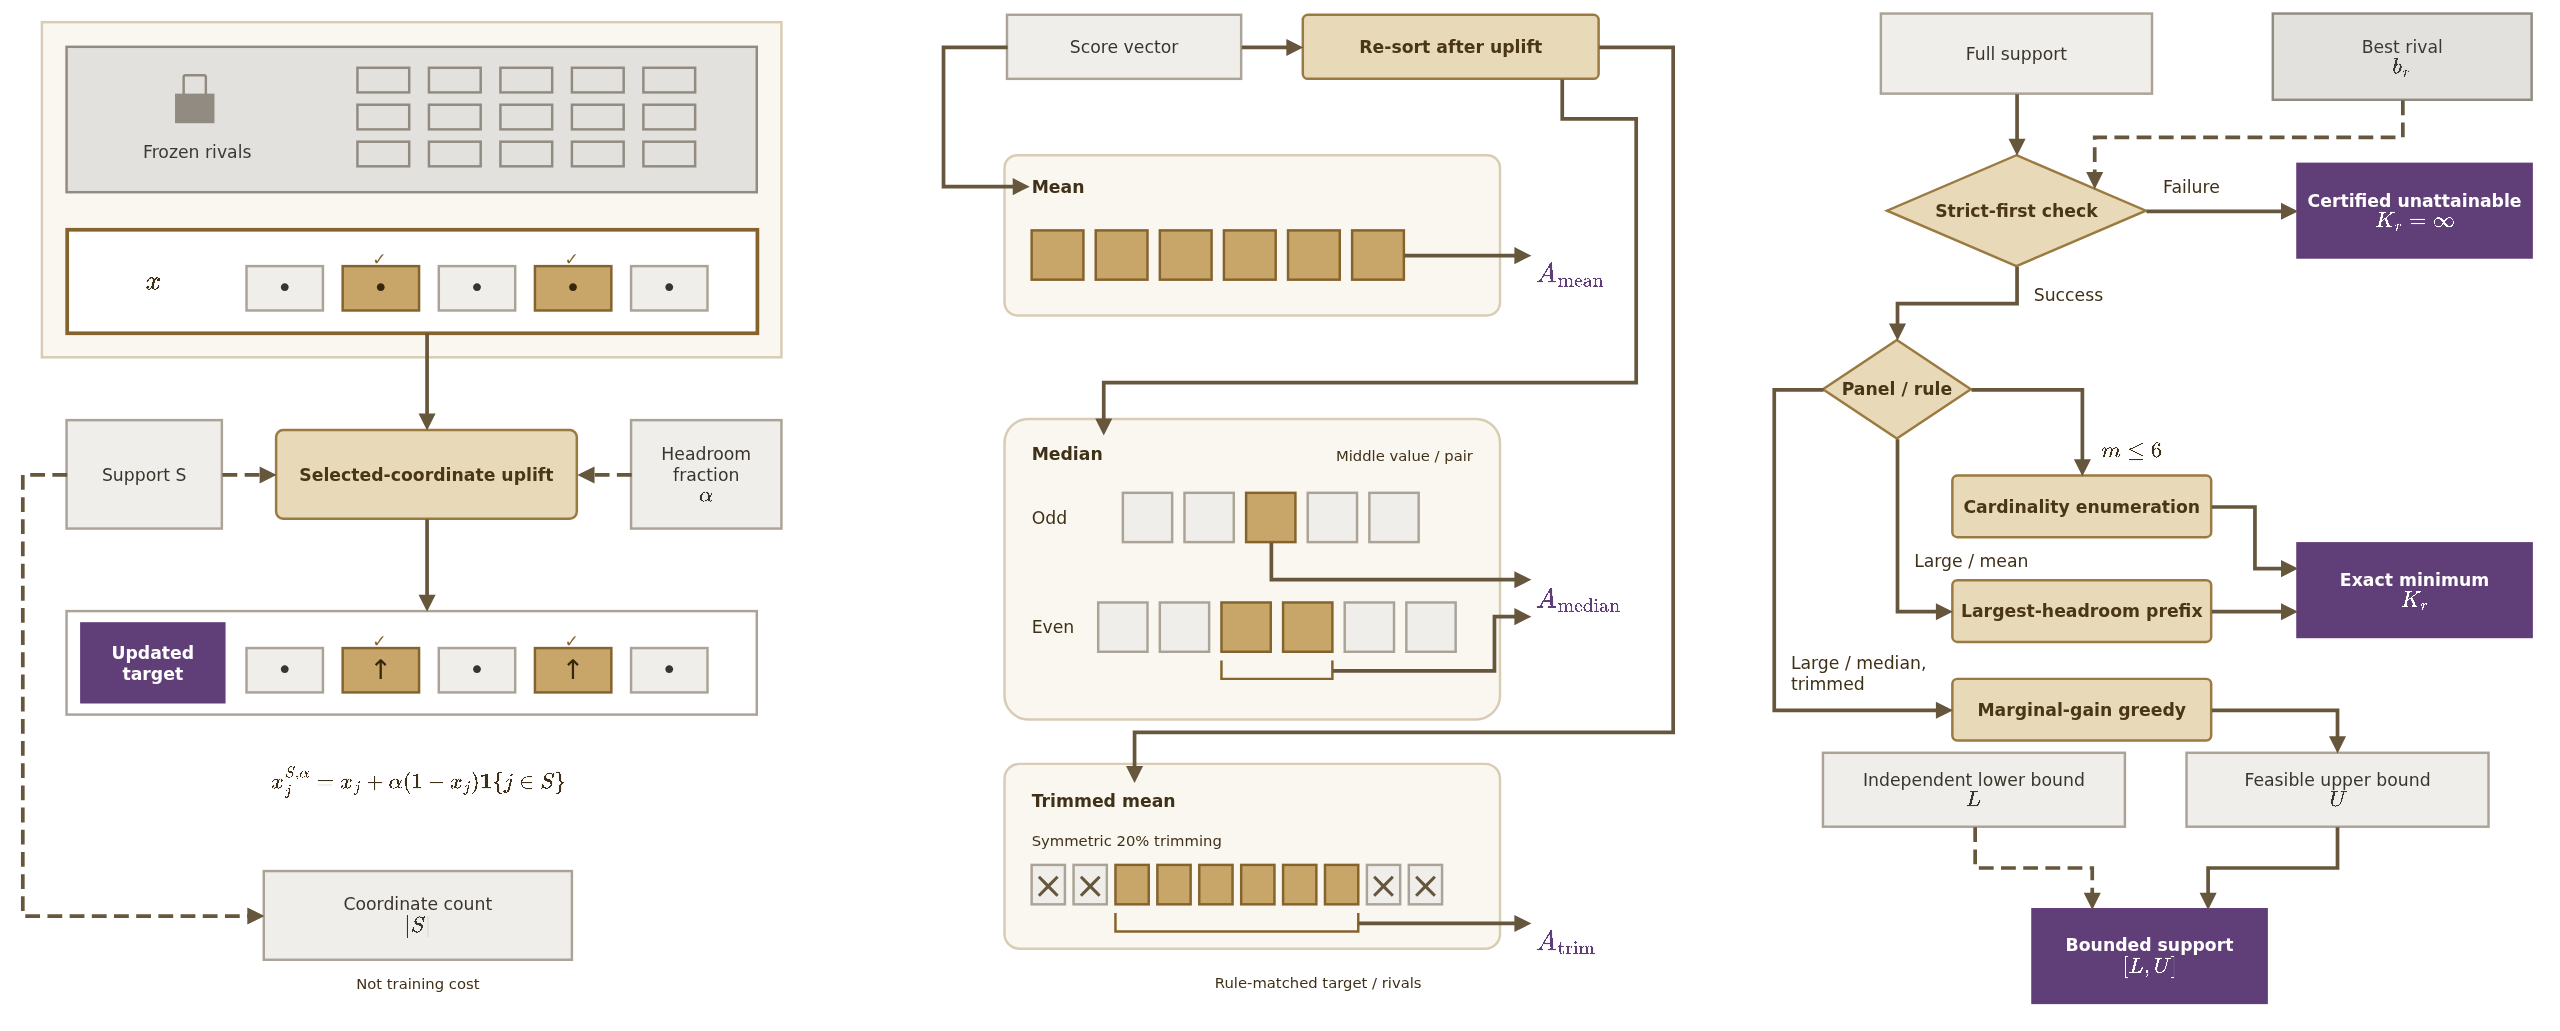 Frozen rivals
x
✓ ✓
Support S
Selected-coordinate uplift
Headroom
fraction
α
Updated
target
✓ ✓
↑ ↑
x_j^{S,α} = x_j + α(1 − x_j)1{j ∈ S}
Coordinate count
|S|
Not training cost
Score vector
Re-sort after uplift
Mean
A_mean
Median
Middle value / pair
Odd
A_median
Even
Trimmed mean
Symmetric 20% trimming
A_trim
Rule-matched target / rivals
Full support
Best rival
b_r
Strict-first check
Failure
Certified unattainable
K_r = ∞
Success
Panel / rule
m ≤ 6
Cardinality enumeration
Large / mean
Exact minimum
K_r
Largest-headroom prefix
Large / median,
trimmed
Marginal-gain greedy
Independent lower bound
L
Feasible upper bound
U
Bounded support
[L, U]